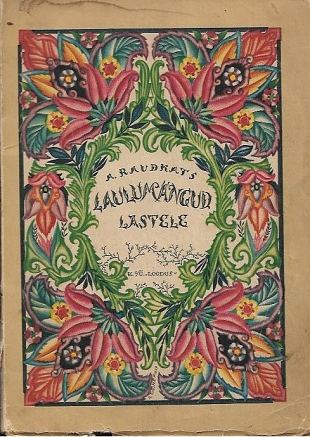 A. RAUDKATS
LAULUMÄNGUD
LASTELE
K.-Ü. „LOODUS"